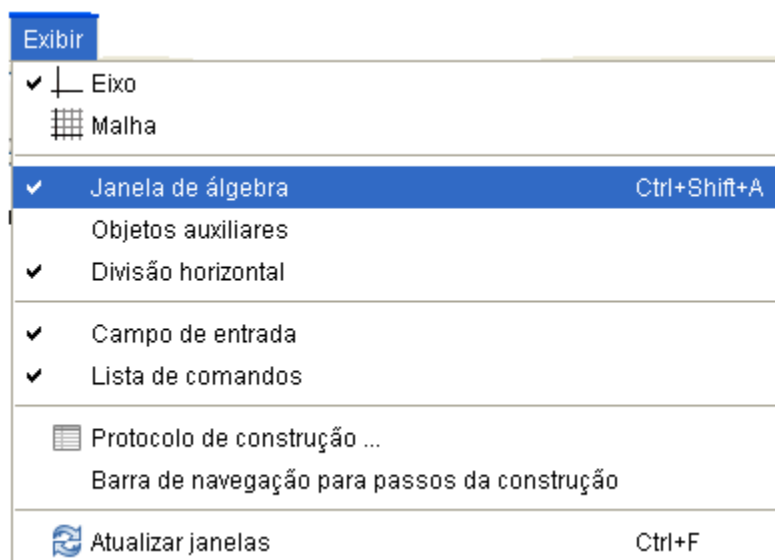 Exibir
Eixo
Malha
Janela de álgebra Ctrl+Shift+A
Objetos auxiliares
Divisão horizontal
Campo de entrada
Lista de comandos
Protocolo de construção ...
Barra de navegação para passos da construção
Atualizar janelas Ctrl+F